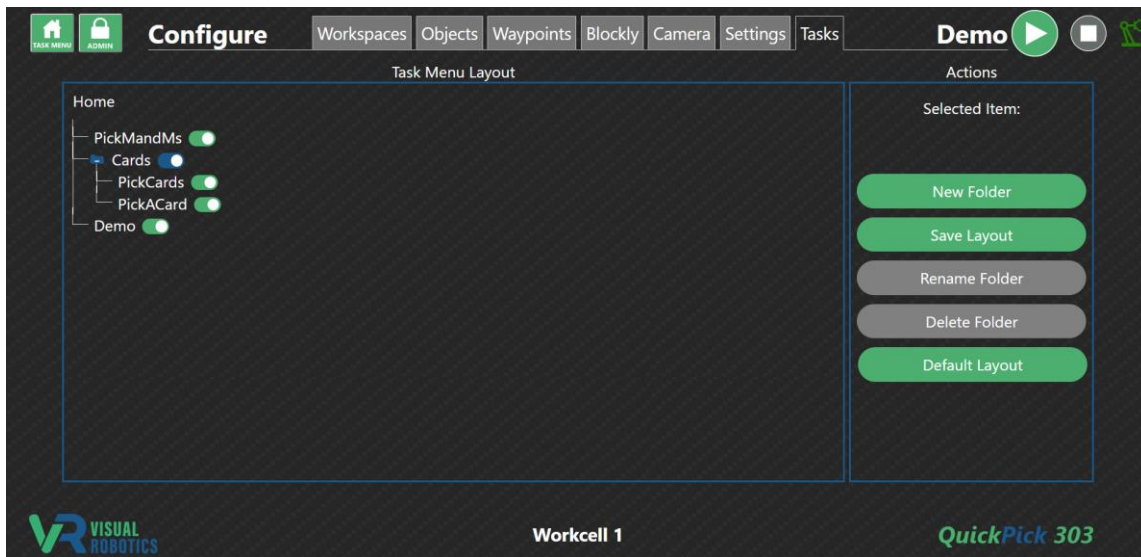 TASK MENU
ADMIN
Configure
Workspaces Objects Waypoints Blockly Camera Settings Tasks
Demo
Task Menu Layout
Actions
Home
PickMandMs
Cards
PickCards
PickACard
Demo
Selected Item:
New Folder
Save Layout
Rename Folder
Delete Folder
Default Layout
VR VISUAL
ROBOTICS
Workcell 1
QuickPick 303